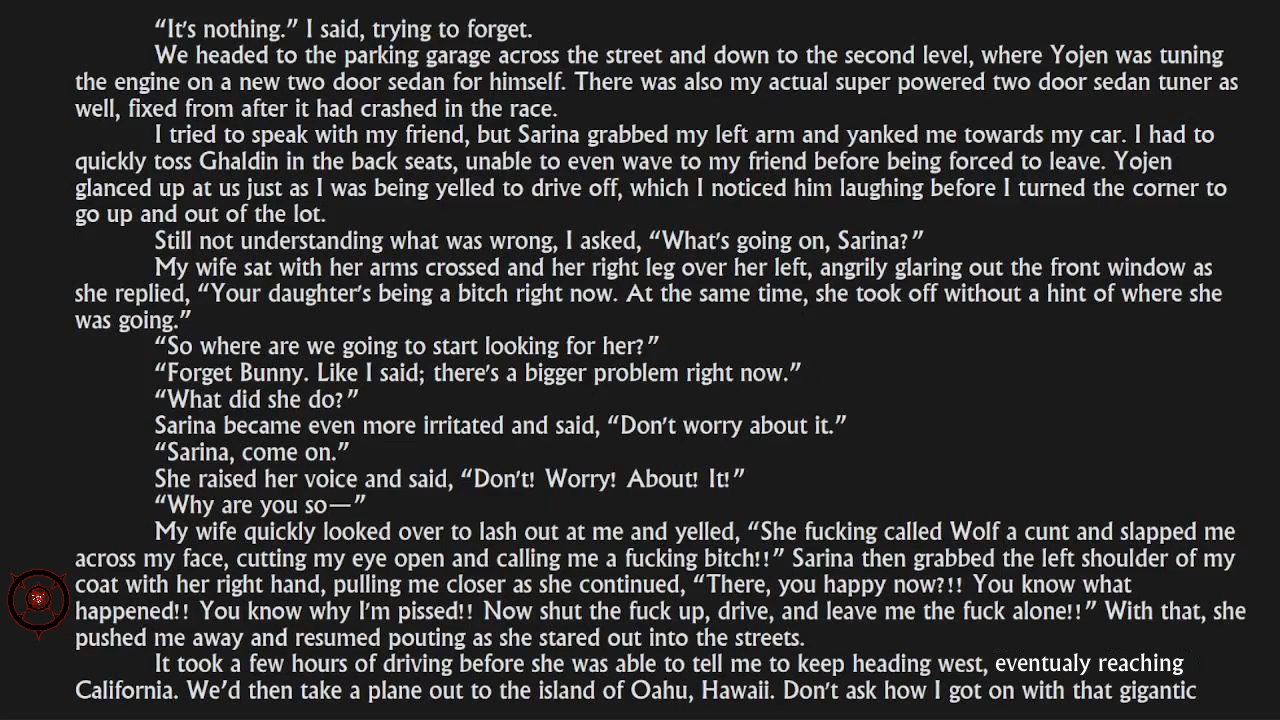 “It's nothing.” I said, trying to forget.
We headed to the parking garage across the street and down to the second level, where Yojen was tuning
the engine on a new two door sedan for himself. There was also my actual super powered two door sedan tuner as
well, fixed from after it had crashed in the race.
I tried to speak with my friend, but Sarina grabbed my left arm and yanked me towards my car. I had to
quickly toss Ghaldin in the back seats, unable to even wave to my friend before being forced to leave. Yojen
glanced up at us just as I was being yelled to drive off, which I noticed him laughing before I turned the corner to
go up and out of the lot.
Still not understanding what was wrong, I asked, “What's going on, Sarina?”
My wife sat with her arms crossed and her right leg over her left, angrily glaring out the front window as
she replied, “Your daughter's being a bitch right now. At the same time, she took off without a hint of where she
was going.”
“So where are we going to start looking for her?”
“Forget Bunny. Like I said; there's a bigger problem right now.”
“What did she do?”
Sarina became even more irritated and said, “Don't worry about it.”
“Sarina, come on.”
She raised her voice and said, “Don't! Worry! About! It!”
“Why are you so—”
My wife quickly looked over to lash out at me and yelled, “She fucking called Wolf a cunt and slapped me
across my face, cutting my eye open and calling me a fucking bitch!!” Sarina then grabbed the left shoulder of my
coat with her right hand, pulling me closer as she continued, “There, you happy now?!! You know what
happened!! You know why I'm pissed!! Now shut the fuck up, drive, and leave me the fuck alone!!” With that, she
pushed me away and resumed pouting as she stared out into the streets.
It took a few hours of driving before she was able to tell me to keep heading west, eventualy reaching
California. We'd then take a plane out to the island of Oahu, Hawaii. Don't ask how I got on with that gigantic